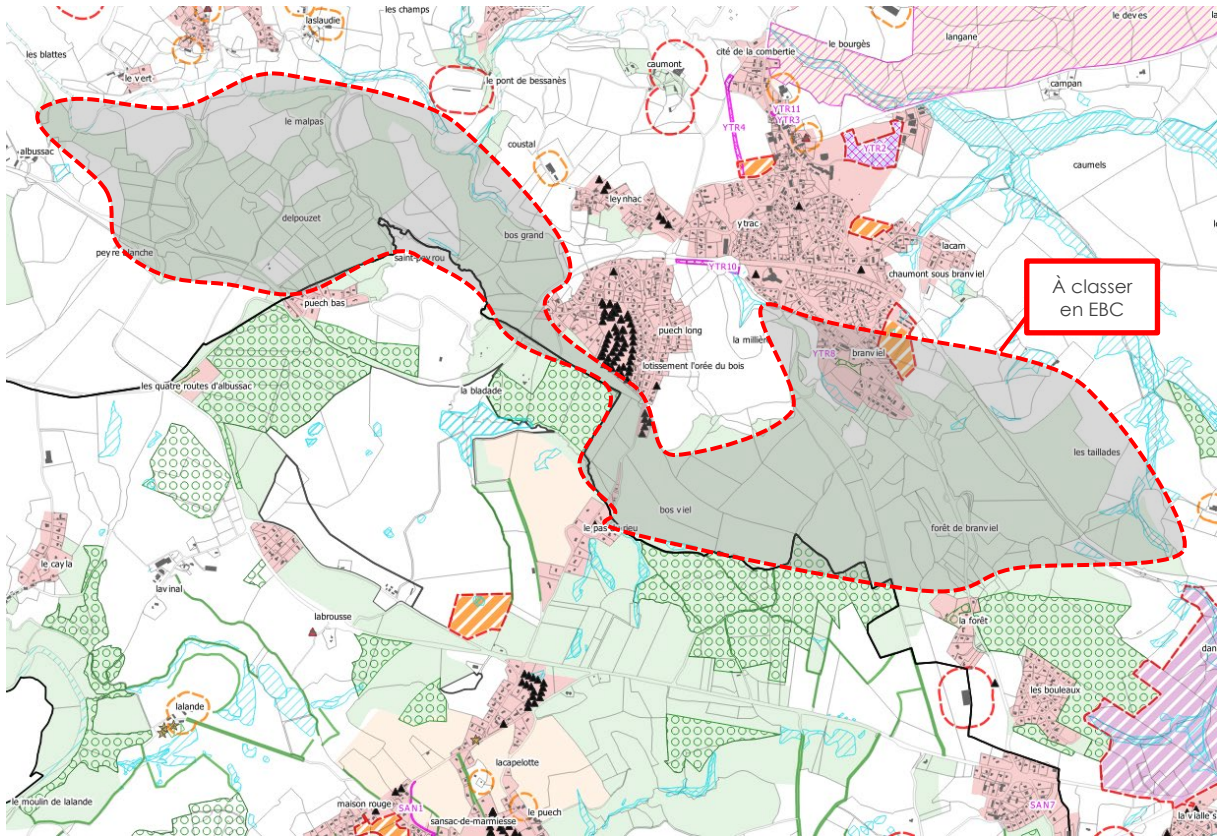 les champs
laslaudie
les blattes
le vert
le pont de bessanès
caumont
cité de la combertie
le bourgès
le deves
langane
campan
YTR11
YTR4
YTR3
YTR2
caumels
le malpas
albussac
coustal
leynhac
ytrac
delpouzet
bos grand
lacam
peyre blanche
saint-peyrou
YTR10
chaumont sous branviel
À classer
en EBC
puech bas
puech long
la millière
YTR8
branviel
lotissement l'orée du bois
les quatre routes d'albussac
la bladade
les taillades
bos viel
le pas du rieu
forêt de branviel
le cayla
lavinal
labrousse
la forêt
les bouleaux
dan
lalande
lacapelotte
le moulin de lalande
maison rouge
SAN1
le puech
sansac-de-marmiesse
SAN7
la vialle s